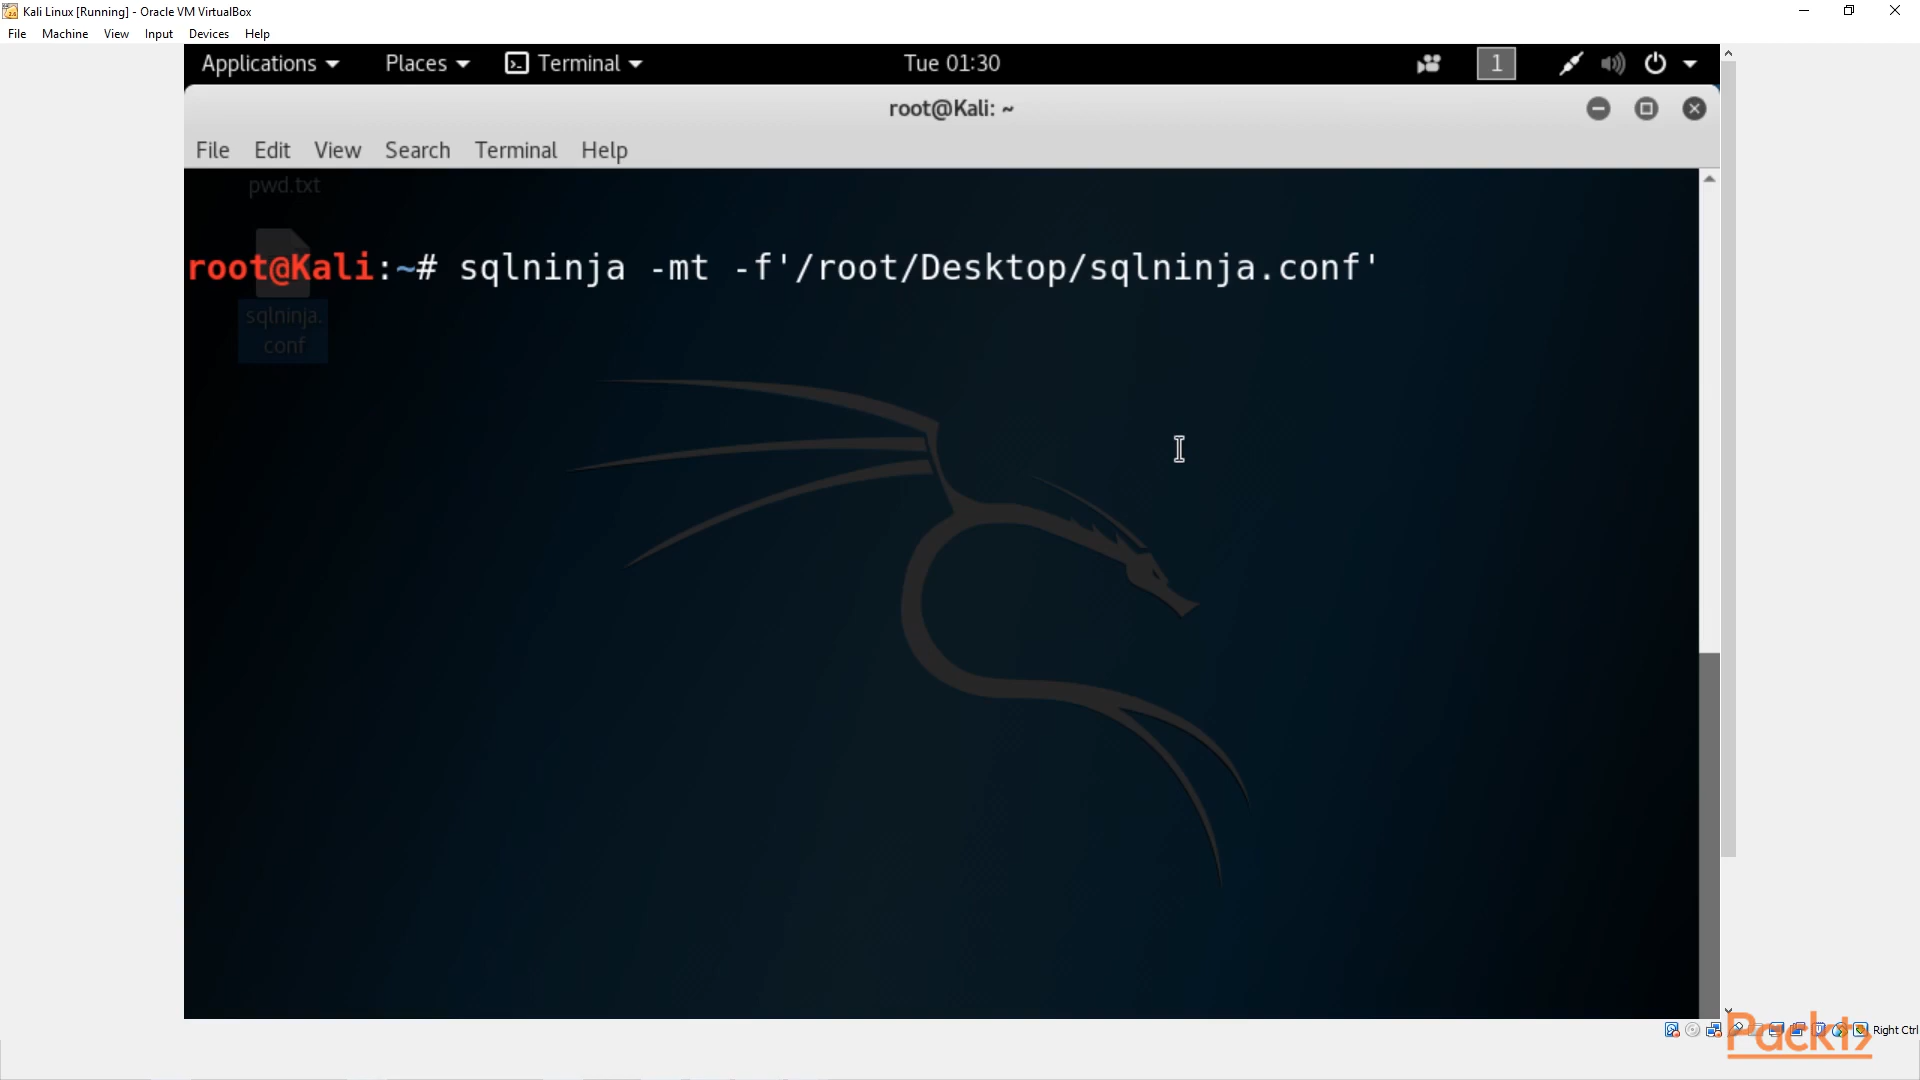 Kali Linux [Running] - Oracle VM VirtualBox
File Machine View Input Devices Help
Applications Places Terminal Tue 01:30 1
root@Kali: ~
File Edit View Search Terminal Help
pwd.txt
root@Kali:~# sqlninja -mt -f'/root/Desktop/sqlninja.conf'
sqlninja.
conf
Right Ctrl
Packt>